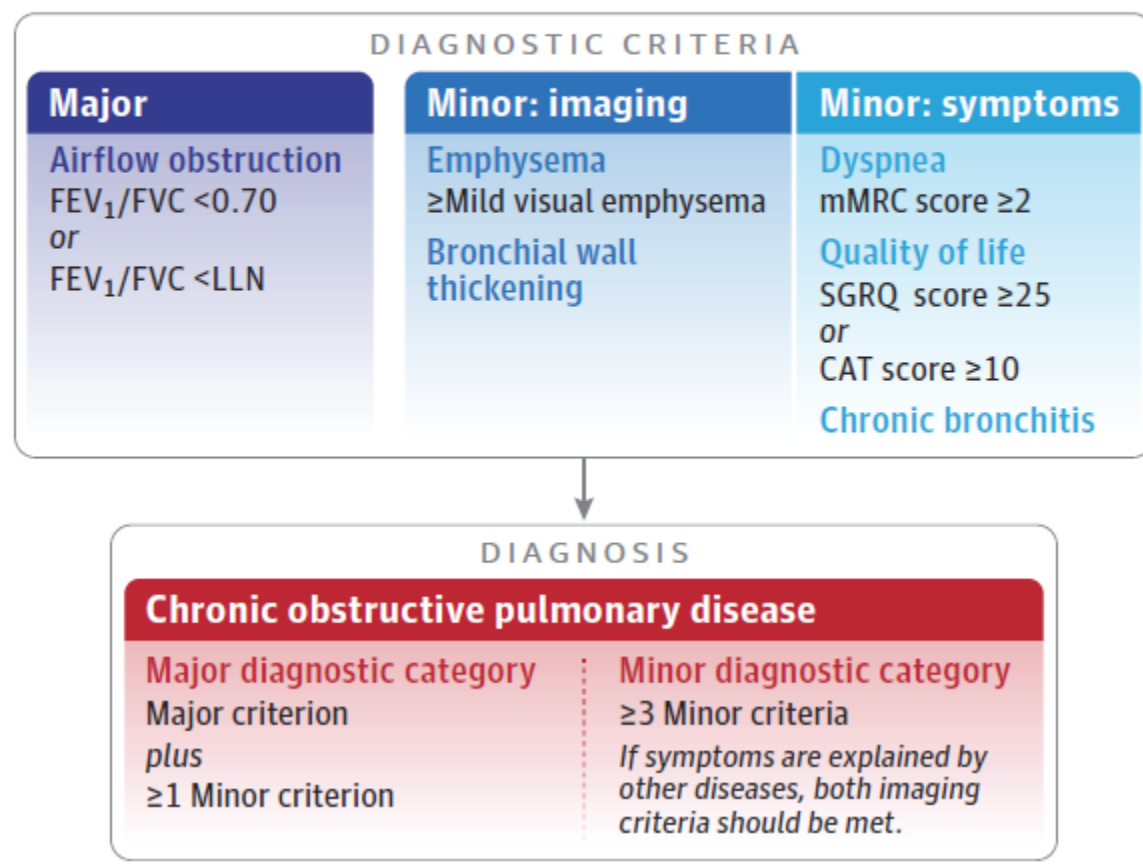 DIAGNOSTIC CRITERIA
Major
Airflow obstruction
FEV₁/FVC <0.70
or
FEV₁/FVC <LLN
Minor: imaging
Emphysema
≥Mild visual emphysema
Bronchial wall
thickening
Minor: symptoms
Dyspnea
mMRC score ≥2
Quality of life
SGRQ score ≥25
or
CAT score ≥10
Chronic bronchitis
DIAGNOSIS
Chronic obstructive pulmonary disease
Major diagnostic category
Major criterion
plus
≥1 Minor criterion
Minor diagnostic category
≥3 Minor criteria
If symptoms are explained by
other diseases, both imaging
criteria should be met.